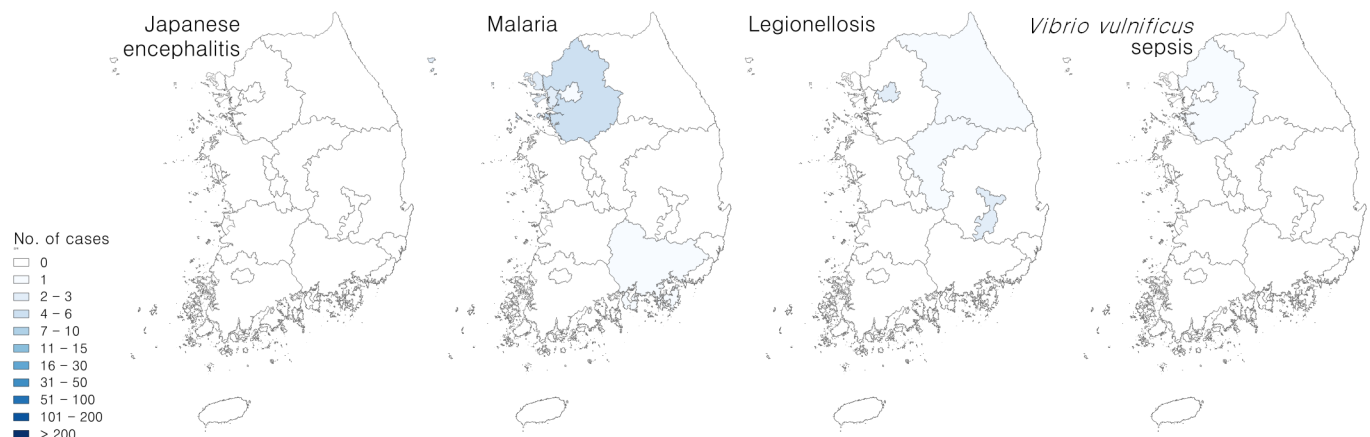 Japanese
encephalitis
Malaria
Legionellosis
Vibrio vulnificus
sepsis
No. of cases
0
1
2 – 3
4 – 6
7 – 10
11 – 15
16 – 30
31 – 50
51 – 100
101 – 200
> 200